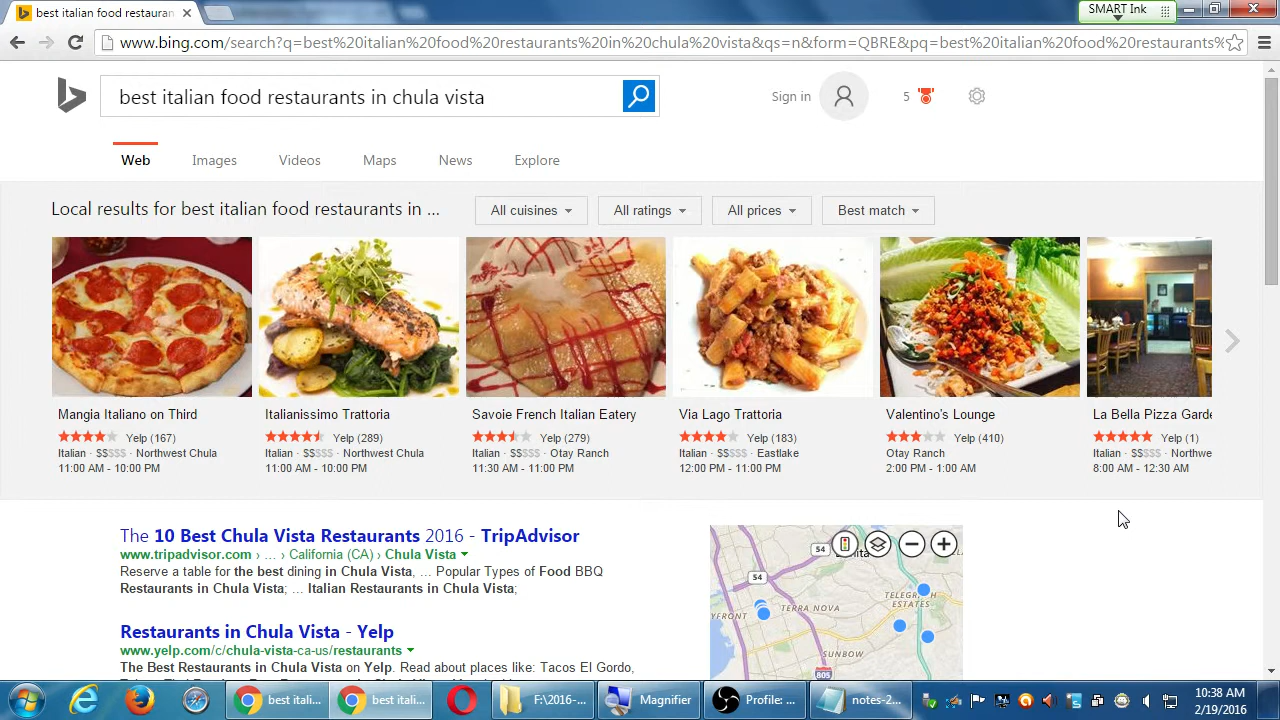 best italian food restauran
SMART Ink
www.bing.com/search?q=best%20italian%20food%20restaurants%20in%20chula%20vista&qs=n&form=QBRE&pq=best%20italian%20food%20restaurants%
best italian food restaurants in chula vista
Sign in
5
Web Images Videos Maps News Explore
Local results for best italian food restaurants in ...
All cuisines All ratings All prices Best match
Mangia Italiano on Third
Yelp (167)
Italian · $$$$$ · Northwest Chula
11:00 AM - 10:00 PM
Italianissimo Trattoria
Yelp (289)
Italian · $$$$$ · Northwest Chula
11:00 AM - 10:00 PM
Savoie French Italian Eatery
Yelp (279)
Italian · $$$$$ · Otay Ranch
11:30 AM - 11:00 PM
Via Lago Trattoria
Yelp (183)
Italian · $$$$$ · Eastlake
12:00 PM - 11:00 PM
Valentino's Lounge
Yelp (410)
Otay Ranch
2:00 PM - 1:00 AM
La Bella Pizza Garde
Yelp (1)
Italian · $$$$$ · Northwe
8:00 AM - 12:30 AM
The 10 Best Chula Vista Restaurants 2016 - TripAdvisor
www.tripadvisor.com › ... › California (CA) › Chula Vista
Reserve a table for the best dining in Chula Vista, ... Popular Types of Food BBQ
Restaurants in Chula Vista; ... Italian Restaurants in Chula Vista;
Restaurants in Chula Vista - Yelp
www.yelp.com/c/chula-vista-ca-us/restaurants
The Best Restaurants in Chula Vista on Yelp. Read about places like: Tacos El Gordo,
54
54
TERRA NOVA
TELEGRAPH
ESTATES
YFRONT
SUNBOW
805
best itali...
best itali...
F:\2016-...
Magnifier
Profile: ...
notes-2...
10:38 AM
2/19/2016